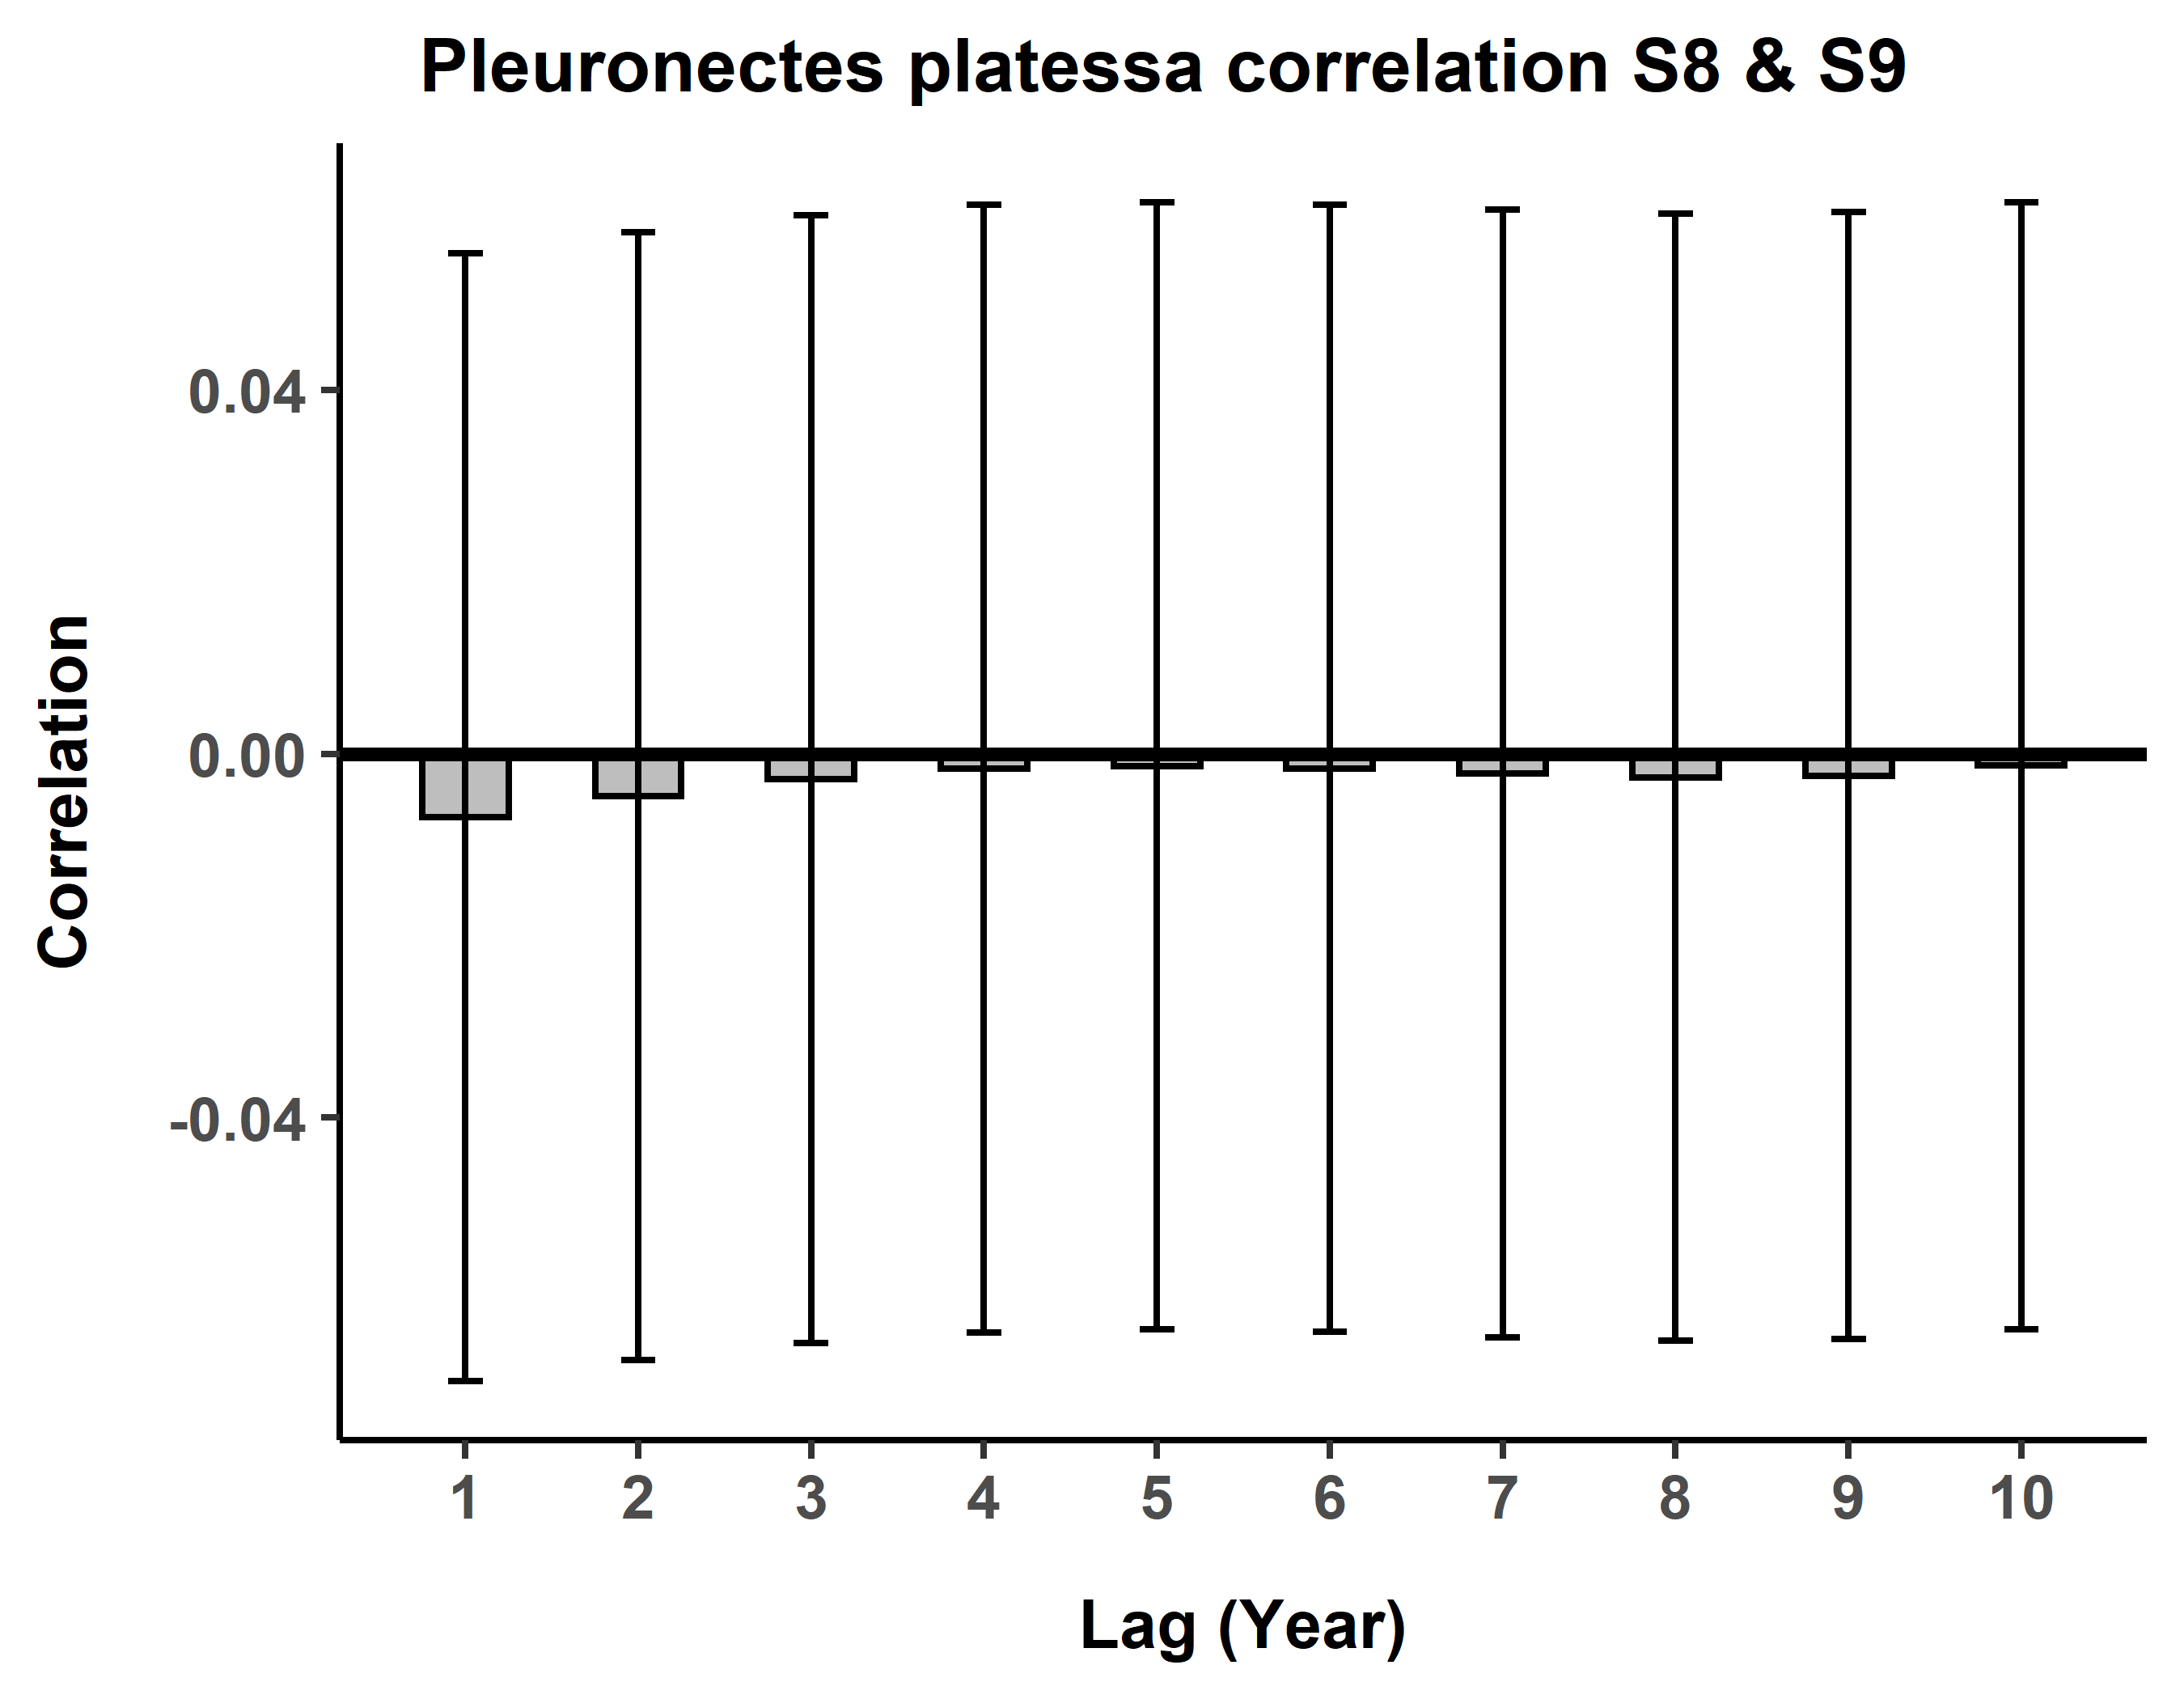 Pleuronectes platessa correlation S8 & S9
Correlation
0.04
0.00
-0.04
1 2 3 4 5 6 7 8 9 10
Lag (Year)